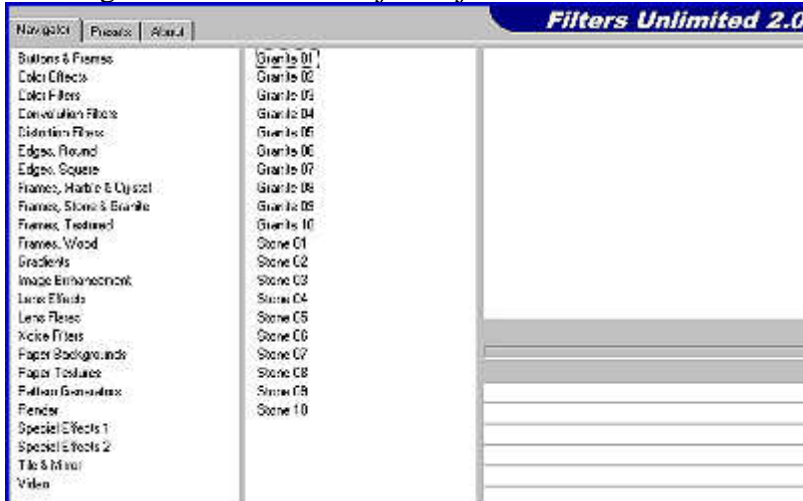 Filters Unlimited 2.0
Navigator Presets About
Buttons & Frames
Color Effects
Color Filters
Convolution Filters
Distortion Filters
Edges, Round
Edges, Square
Frames, Marble & Crystal
Frames, Stone & Granite
Frames, Textured
Frames, Wood
Gradients
Image Enhancement
Lens Effects
Lens Flares
Noise Filters
Paper Backgrounds
Paper Textures
Pattern Generators
Render
Special Effects 1
Special Effects 2
Tile & Mirror
Video
Granite 01
Granite 02
Granite 03
Granite 04
Granite 05
Granite 06
Granite 07
Granite 08
Granite 09
Granite 10
Stone 01
Stone 02
Stone 03
Stone 04
Stone 05
Stone 06
Stone 07
Stone 08
Stone 09
Stone 10